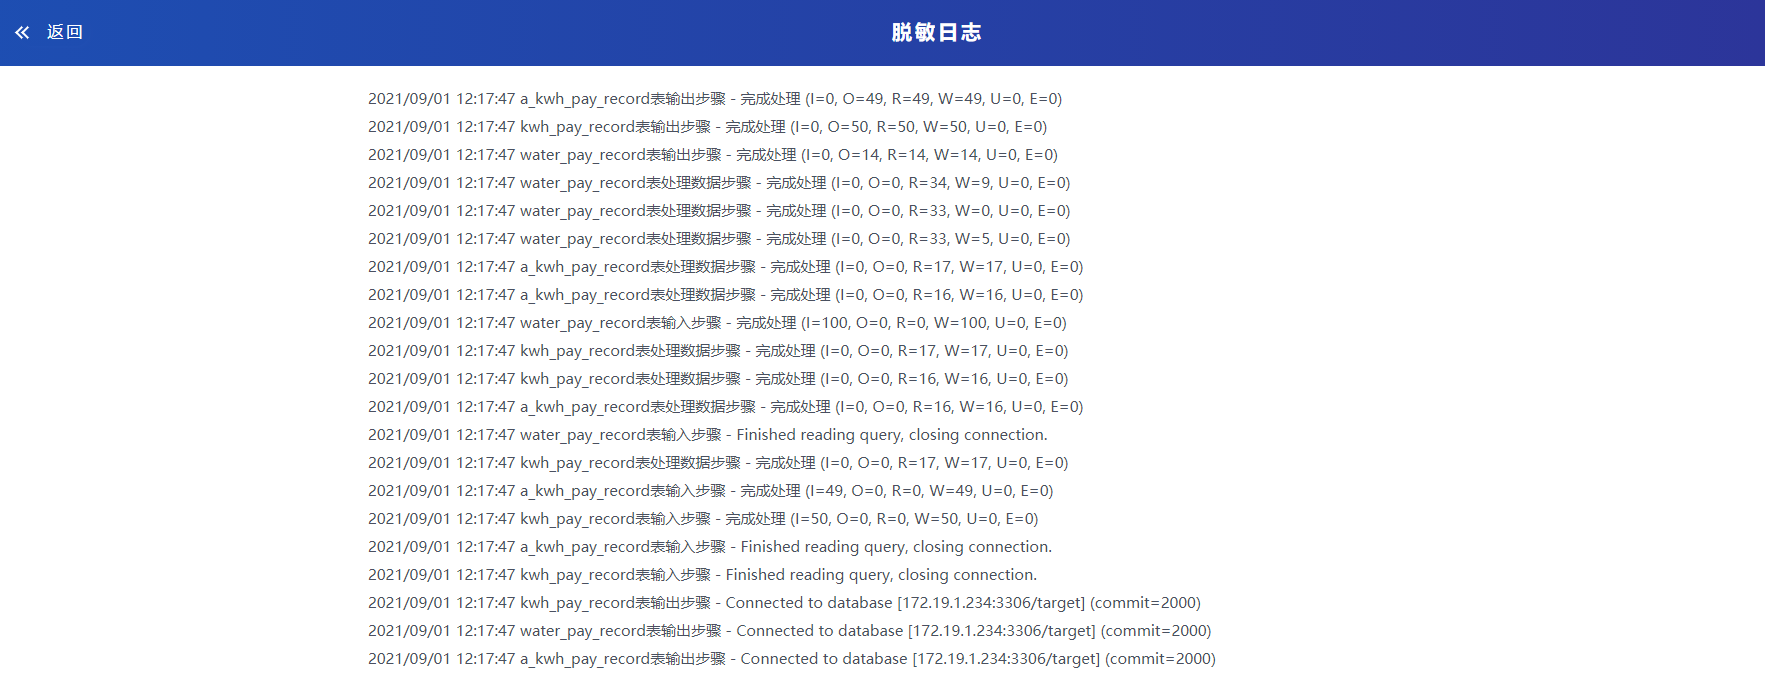 返回
脱敏日志
2021/09/01 12:17:47 a_kwh_pay_record表输出步骤 - 完成处理 (I=0, O=49, R=49, W=49, U=0, E=0)
2021/09/01 12:17:47 kwh_pay_record表输出步骤 - 完成处理 (I=0, O=50, R=50, W=50, U=0, E=0)
2021/09/01 12:17:47 water_pay_record表输出步骤 - 完成处理 (I=0, O=14, R=14, W=14, U=0, E=0)
2021/09/01 12:17:47 water_pay_record表处理数据步骤 - 完成处理 (I=0, O=0, R=34, W=9, U=0, E=0)
2021/09/01 12:17:47 water_pay_record表处理数据步骤 - 完成处理 (I=0, O=0, R=33, W=0, U=0, E=0)
2021/09/01 12:17:47 water_pay_record表处理数据步骤 - 完成处理 (I=0, O=0, R=33, W=5, U=0, E=0)
2021/09/01 12:17:47 a_kwh_pay_record表处理数据步骤 - 完成处理 (I=0, O=0, R=17, W=17, U=0, E=0)
2021/09/01 12:17:47 a_kwh_pay_record表处理数据步骤 - 完成处理 (I=0, O=0, R=16, W=16, U=0, E=0)
2021/09/01 12:17:47 water_pay_record表输入步骤 - 完成处理 (I=100, O=0, R=0, W=100, U=0, E=0)
2021/09/01 12:17:47 kwh_pay_record表处理数据步骤 - 完成处理 (I=0, O=0, R=17, W=17, U=0, E=0)
2021/09/01 12:17:47 kwh_pay_record表处理数据步骤 - 完成处理 (I=0, O=0, R=16, W=16, U=0, E=0)
2021/09/01 12:17:47 a_kwh_pay_record表处理数据步骤 - 完成处理 (I=0, O=0, R=16, W=16, U=0, E=0)
2021/09/01 12:17:47 water_pay_record表输入步骤 - Finished reading query, closing connection.
2021/09/01 12:17:47 kwh_pay_record表处理数据步骤 - 完成处理 (I=0, O=0, R=17, W=17, U=0, E=0)
2021/09/01 12:17:47 a_kwh_pay_record表输入步骤 - 完成处理 (I=49, O=0, R=0, W=49, U=0, E=0)
2021/09/01 12:17:47 kwh_pay_record表输入步骤 - 完成处理 (I=50, O=0, R=0, W=50, U=0, E=0)
2021/09/01 12:17:47 a_kwh_pay_record表输入步骤 - Finished reading query, closing connection.
2021/09/01 12:17:47 kwh_pay_record表输入步骤 - Finished reading query, closing connection.
2021/09/01 12:17:47 kwh_pay_record表输出步骤 - Connected to database [172.19.1.234:3306/target] (commit=2000)
2021/09/01 12:17:47 water_pay_record表输出步骤 - Connected to database [172.19.1.234:3306/target] (commit=2000)
2021/09/01 12:17:47 a_kwh_pay_record表输出步骤 - Connected to database [172.19.1.234:3306/target] (commit=2000)